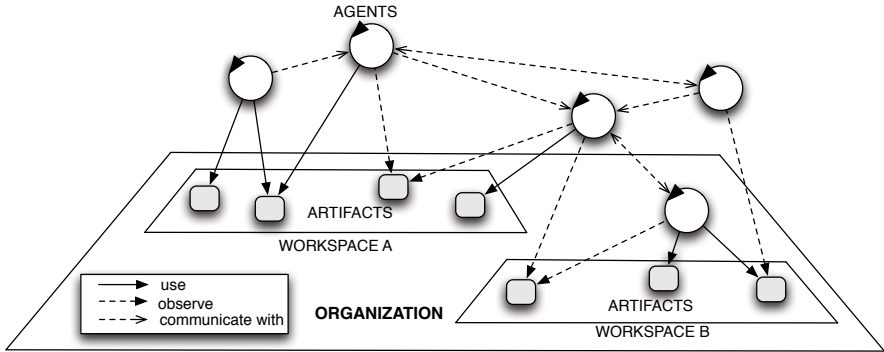 AGENTS
ARTIFACTS
WORKSPACE A
use
observe
communicate with
ORGANIZATION
ARTIFACTS
WORKSPACE B